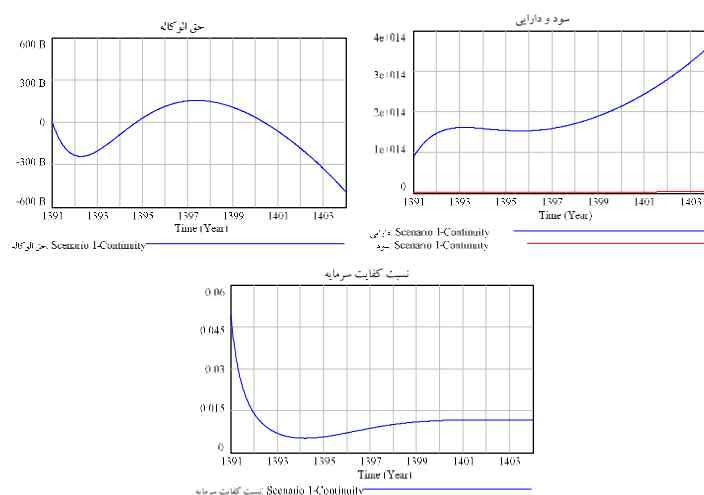 حق الوکاله
600 B
300 B
0
-300 B
-600 B
1391 1393 1395 1397 1399 1401 1403
Time (Year)
حق الوکاله: Scenario 1-Continuity
سود و دارایی
4e+014
3e+014
2e+014
1e+014
0
1391 1393 1395 1397 1399 1401 1403
Time (Year)
دارایی: Scenario 1-Continuity
سود: Scenario 1-Continuity
نسبت کفایت سرمایه
0.06
0.045
0.03
0.015
0
1391 1393 1395 1397 1399 1401 1403
Time (Year)
نسبت کفایت سرمایه: Scenario 1-Continuity